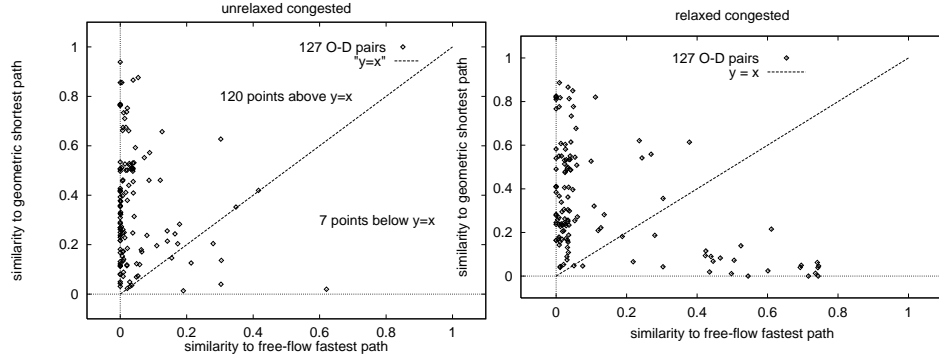 unrelaxed congested
127 O-D pairs
"y=x"
120 points above y=x
7 points below y=x
1
0.8
0.6
0.4
0.2
0
0 0.2 0.4 0.6 0.8 1
similarity to geometric shortest path
similarity to free-flow fastest path
relaxed congested
127 O-D pairs
y = x
1
0.8
0.6
0.4
0.2
0
0 0.2 0.4 0.6 0.8 1
similarity to geometric shortest path
similarity to free-flow fastest path